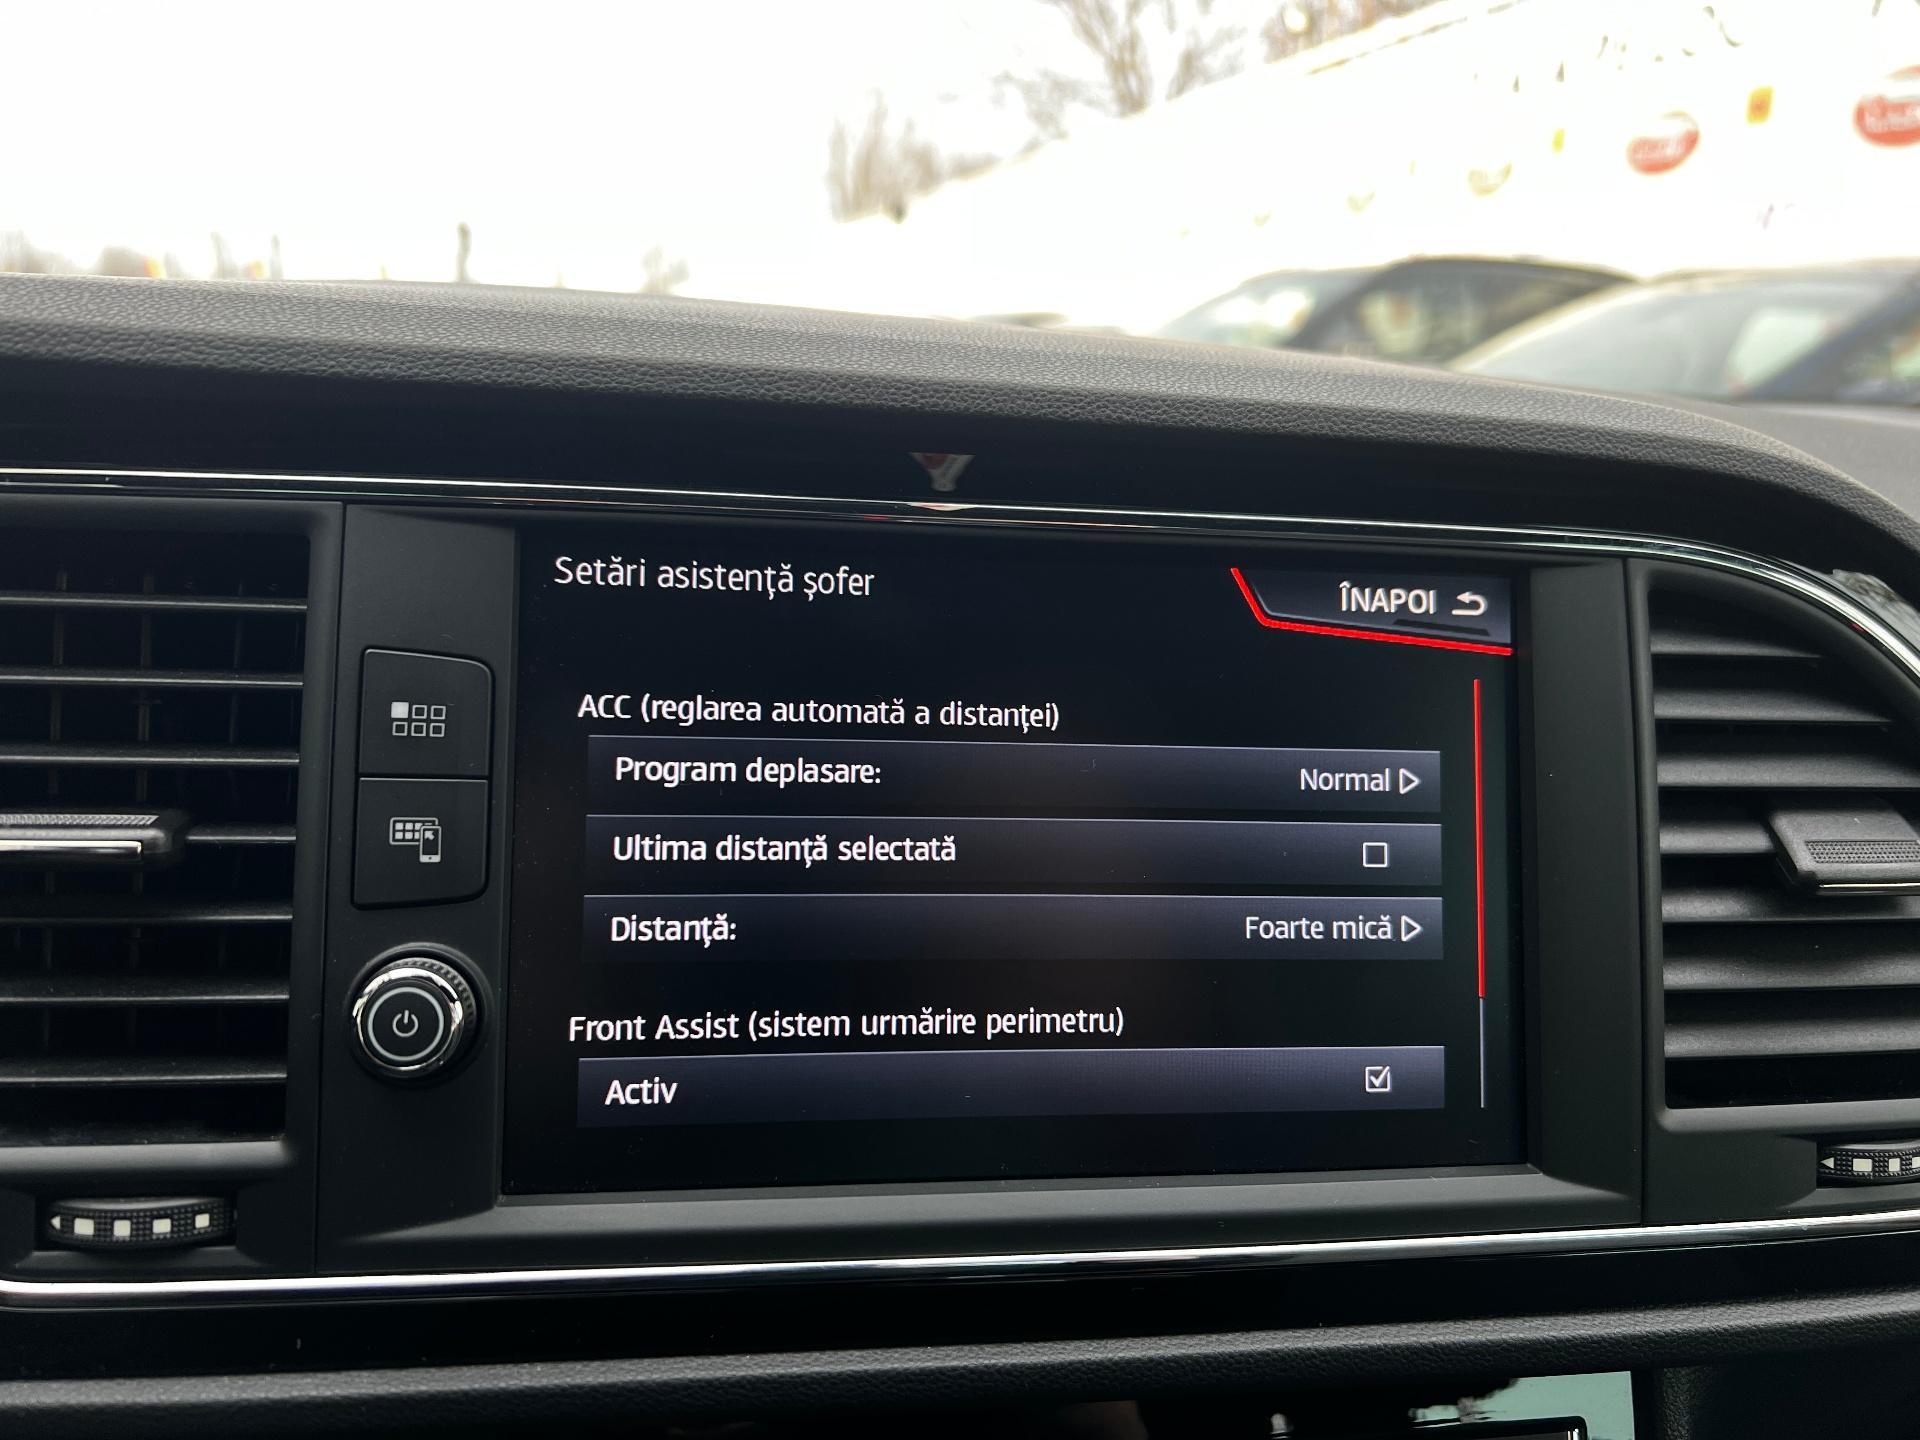 Setări asistență șofer
ÎNAPOI
ACC (reglarea automată a distanței)
Program deplasare: Normal
Ultima distanță selectată
Distanță: Foarte mică
Front Assist (sistem urmărire perimetru)
Activ